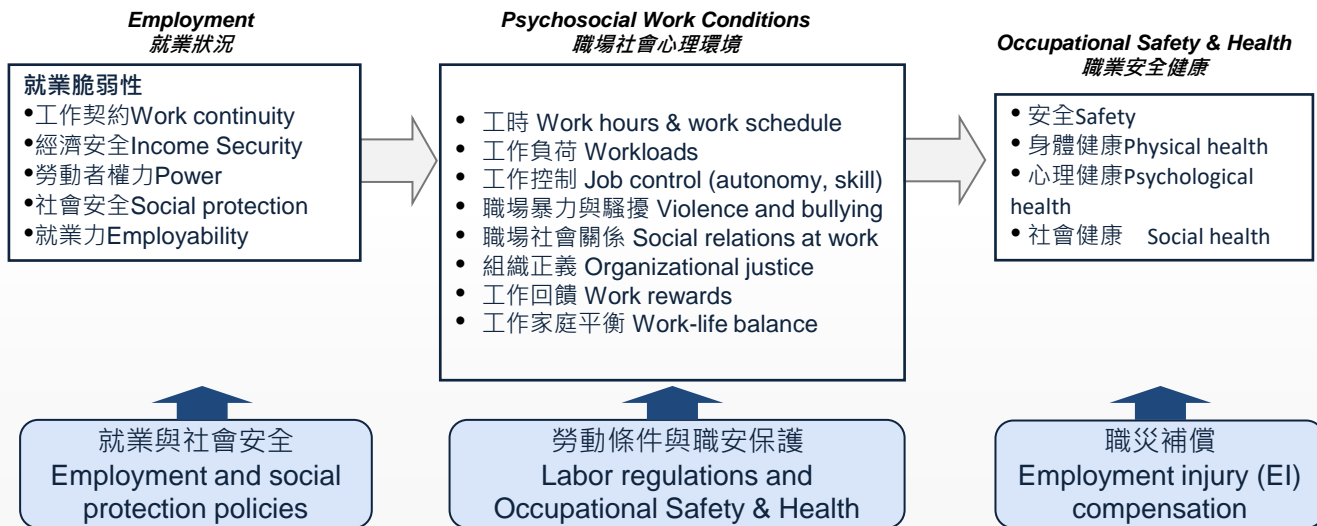 Employment
就業狀況
就業脆弱性
•工作契約Work continuity
•經濟安全Income Security
•勞動者權力Power
•社會安全Social protection
•就業力Employability
Psychosocial Work Conditions
職場社會心理環境
• 工時 Work hours & work schedule
• 工作負荷 Workloads
• 工作控制 Job control (autonomy, skill)
• 職場暴力與騷擾 Violence and bullying
• 職場社會關係 Social relations at work
• 組織正義 Organizational justice
• 工作回饋 Work rewards
• 工作家庭平衡 Work-life balance
Occupational Safety & Health
職業安全健康
• 安全Safety
• 身體健康Physical health
• 心理健康Psychological
health
• 社會健康 Social health
就業與社會安全
Employment and social
protection policies
勞動條件與職安保護
Labor regulations and
Occupational Safety & Health
職災補償
Employment injury (EI)
compensation